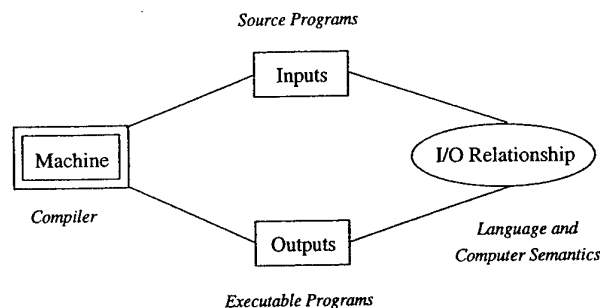 Source Programs
Inputs
Machine
I/O Relationship
Compiler
Outputs
Language and
Computer Semantics
Executable Programs